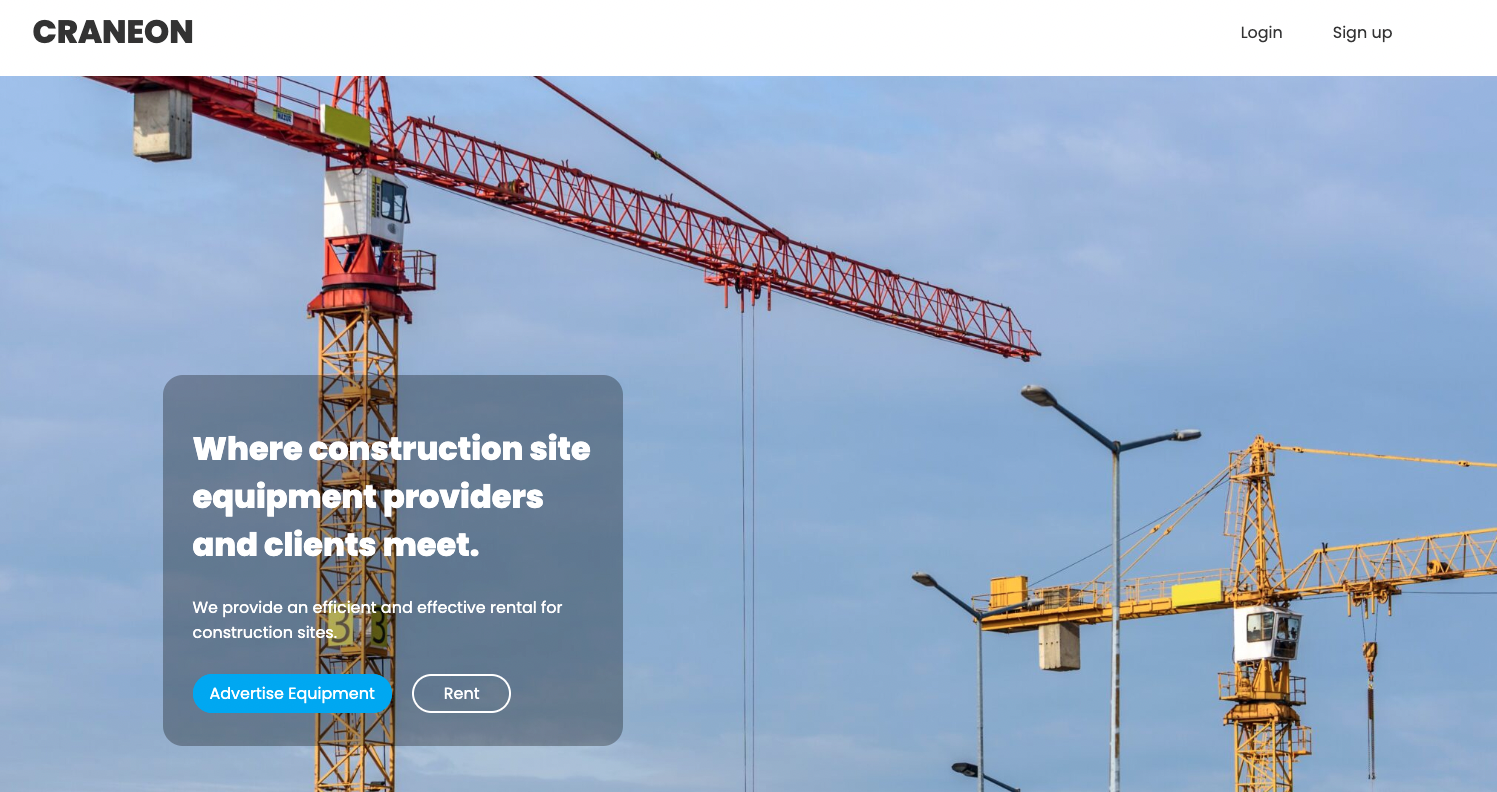 CRANEON
Login
Sign up
Where construction site
equipment providers
and clients meet.
We provide an efficient and effective rental for
construction sites.
33
Advertise Equipment
Rent